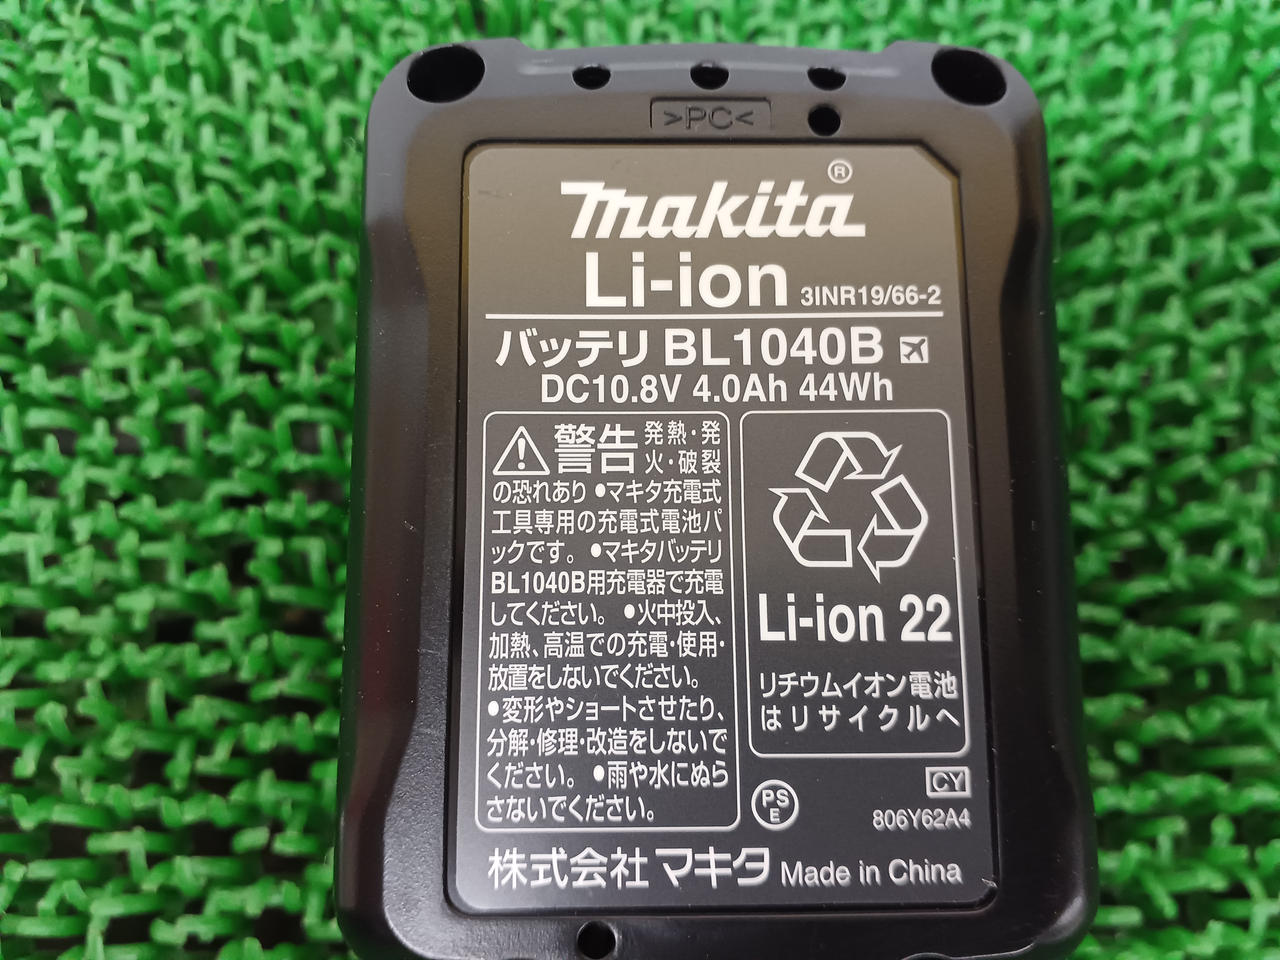 >PC<
makita®
Li-ion 3INR19/66-2
バッテリ BL1040B
DC10.8V 4.0Ah 44Wh
警告 発熱・発
火・破裂
の恐れあり ●マキタ充電式
工具専用の充電式電池パ
ックです。 ●マキタバッテリ
BL1040B用充電器で充電
してください。 ●火中投入、
加熱、高温での充電・使用・
放置をしないでください。
●変形やショートさせたり、
分解・修理・改造をしないで
ください。 ●雨や水にぬら
さないでください。
Li-ion 22
リチウムイオン電池
はリサイクルへ
PS
E
CY
806Y62A4
株式会社 マキタ Made in China